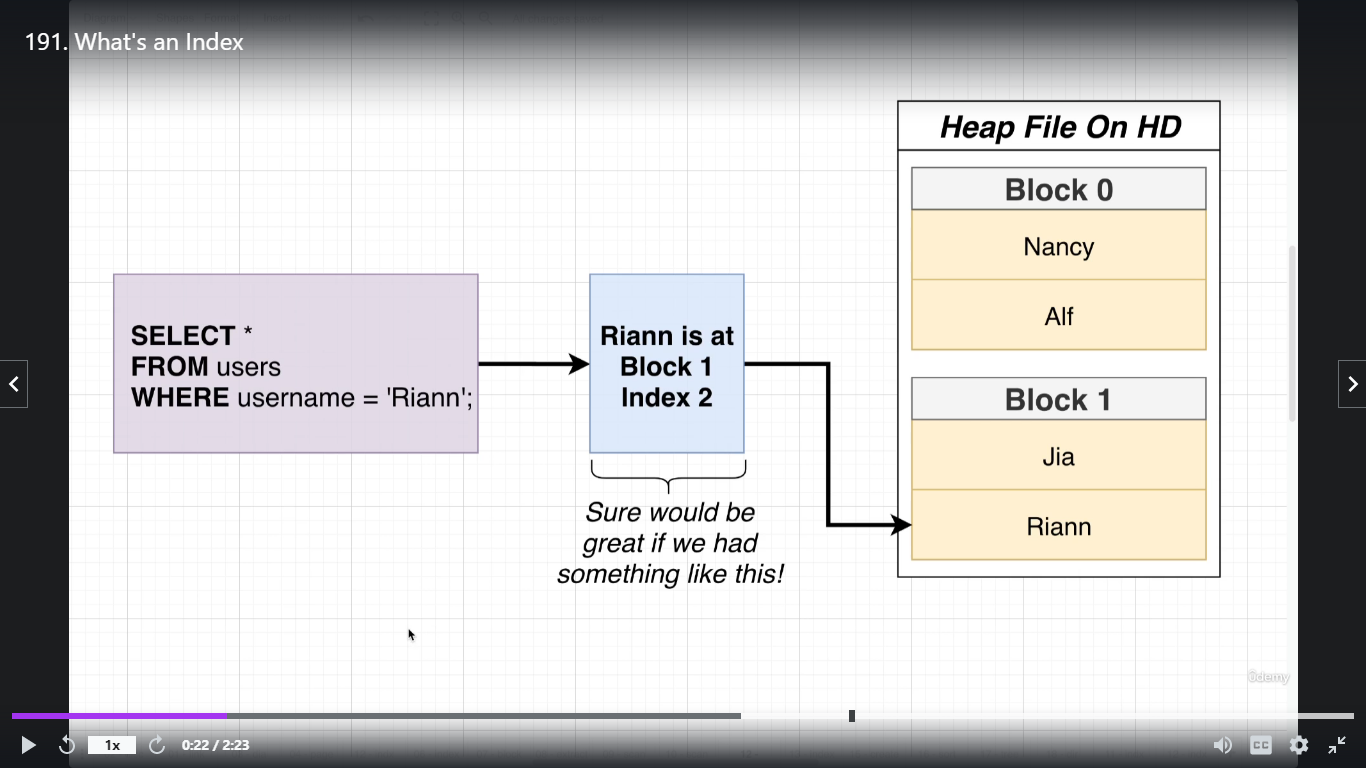 191. What's an Index
Heap File On HD
Block 0
Nancy
Alf
SELECT *
FROM users
WHERE username = 'Riann';
Riann is at
Block 1
Index 2
Block 1
Jia
Riann
Sure would be
great if we had
something like this!
ûdemy
1x
0:22 / 2:23
CC